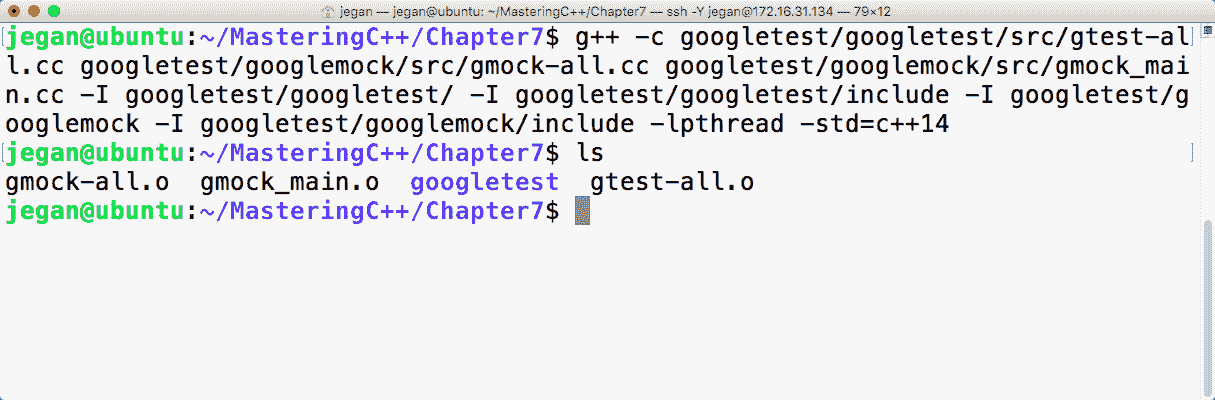 jegan — jegan@ubuntu: ~/MasteringC++/Chapter7 — ssh -Y jegan@172.16.31.134 — 79×12
jegan@ubuntu:~/MasteringC++/Chapter7$ g++ -c googletest/googletest/src/gtest-al
l.cc googletest/googlemock/src/gmock-all.cc googletest/googlemock/src/gmock_mai
n.cc -I googletest/googletest/ -I googletest/googletest/include -I googletest/g
ooglemock -I googletest/googlemock/include -lpthread -std=c++14
jegan@ubuntu:~/MasteringC++/Chapter7$ ls
gmock-all.o  gmock_main.o  googletest  gtest-all.o
jegan@ubuntu:~/MasteringC++/Chapter7$